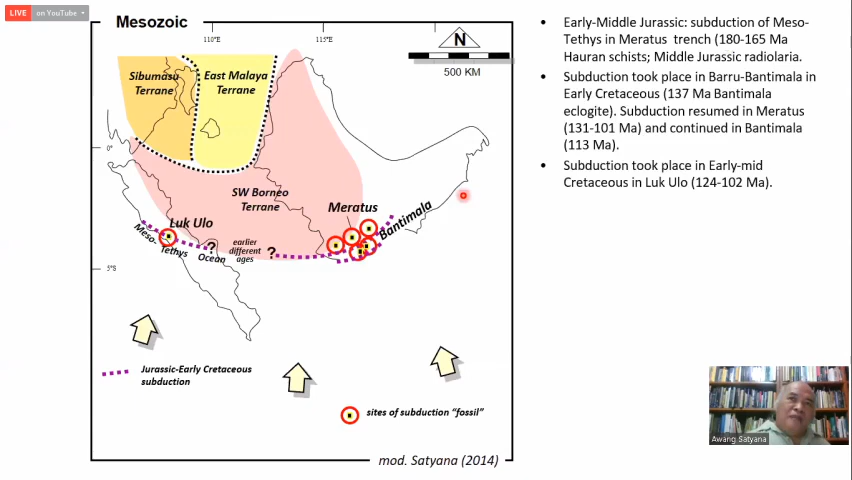 LIVE on YouTube
Mesozoic
110°E
115°E
N
500 KM
Sibumasu
Terrane
East Malaya
Terrane
0°
SW Borneo
Terrane
Meratus
Luk Ulo
Bantimala
Meso-
Tethys
Ocean
?
earlier
different
ages
?
5°S
Jurassic-Early Cretaceous
subduction
sites of subduction “fossil”
mod. Satyana (2014)
• Early-Middle Jurassic: subduction of Meso-
Tethys in Meratus trench (180-165 Ma
Hauran schists; Middle Jurassic radiolaria.
• Subduction took place in Barru-Bantimala in
Early Cretaceous (137 Ma Bantimala
eclogite). Subduction resumed in Meratus
(131-101 Ma) and continued in Bantimala
(113 Ma).
• Subduction took place in Early-mid
Cretaceous in Luk Ulo (124-102 Ma).
Awang Satyana